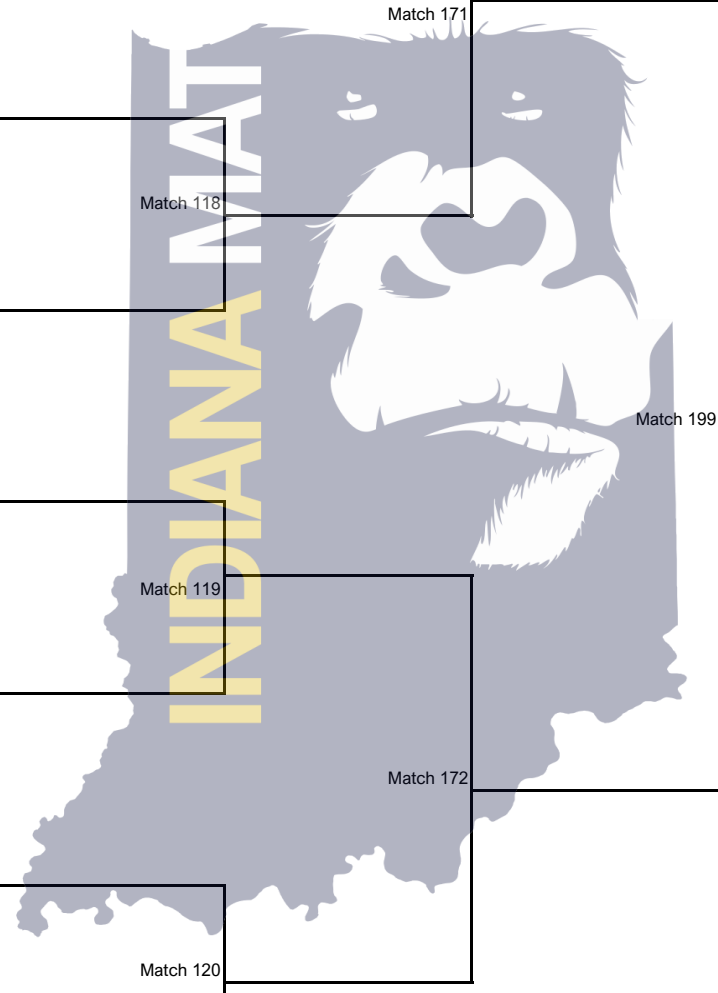 Match 171
Match 118
INDIANA MAT
Match 199
Match 119
Match 172
Match 120